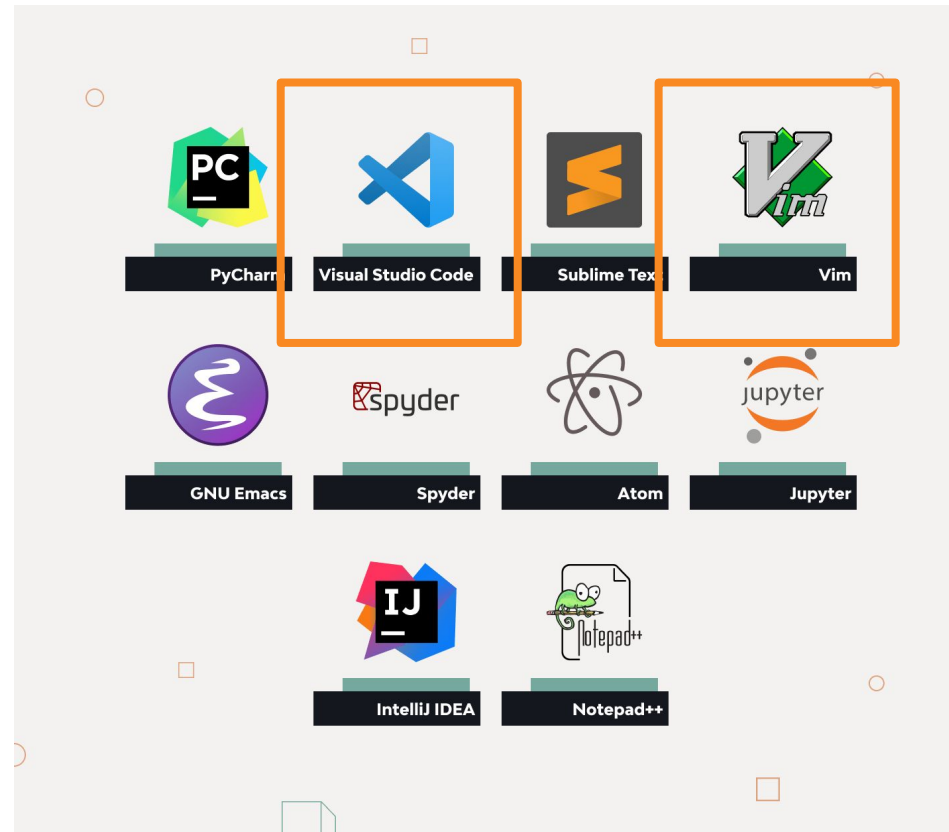 PC
Vim
PyCharm
Visual Studio Code
Sublime Text
Vim
spyder
jupyter
GNU Emacs
Spyder
Atom
Jupyter
IJ
Notepad++
IntelliJ IDEA
Notepad++